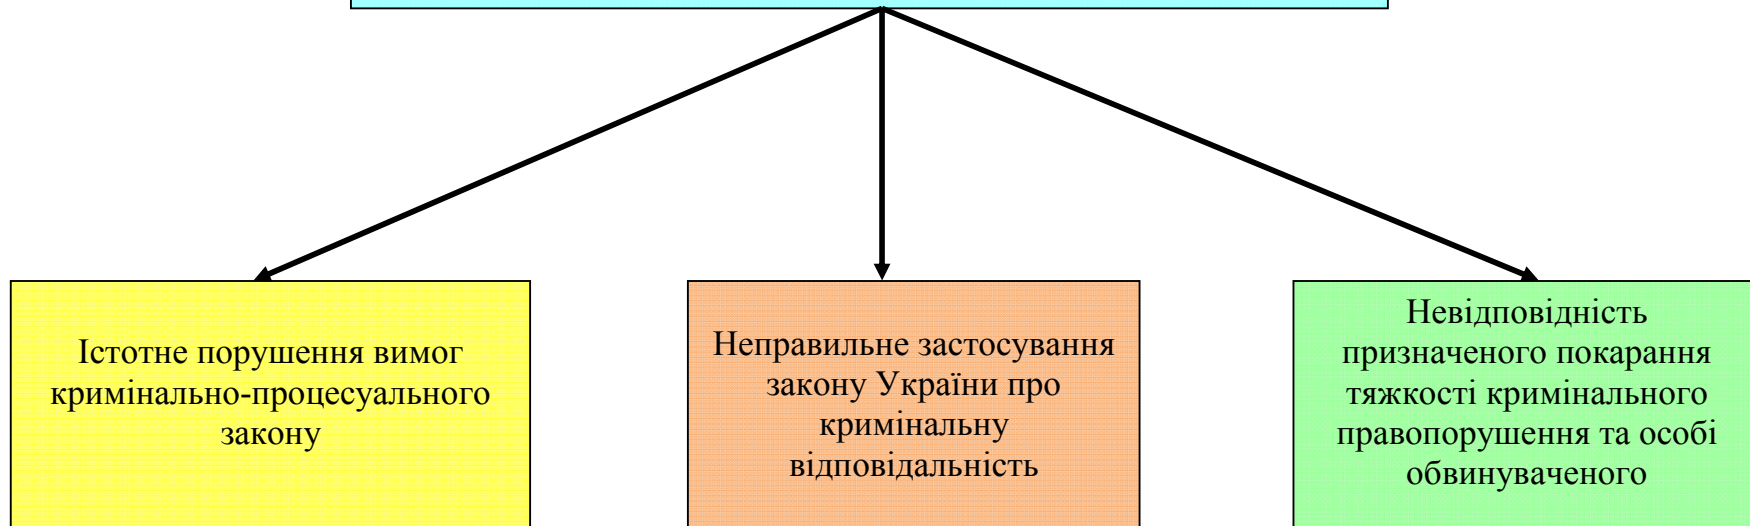 Істотне порушення вимог
кримінально-процесуального
закону
Неправильне застосування
закону України про
кримінальну
відповідальність
Невідповідність
призначеного покарання
тяжкості кримінального
правопорушення та особі
обвинуваченого